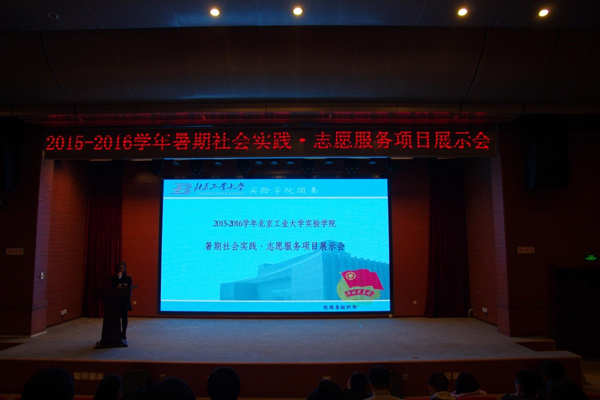 2015-2016学年暑期社会实践·志愿服务项目展示会
北京工业大学 实验学院团委
2015-2016学年北京工业大学实验学院
暑期社会实践·志愿服务项目展示会